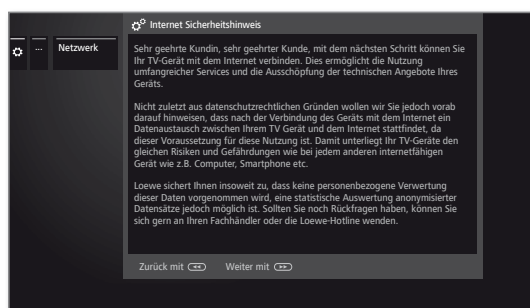 Internet Sicherheitshinweis
... Netzwerk
Sehr geehrte Kundin, sehr geehrter Kunde, mit dem nächsten Schritt können Sie
Ihr TV-Gerät mit dem Internet verbinden. Dies ermöglicht die Nutzung
umfangreicher Services und die Ausschöpfung der technischen Angebote Ihres
Geräts.
Nicht zuletzt aus datenschutzrechtlichen Gründen wollen wir Sie jedoch vorab
darauf hinweisen, dass nach der Verbindung des Geräts mit dem Internet ein
Datenaustausch zwischen Ihrem TV Gerät und dem Internet stattfindet, da
dieser Voraussetzung für diese Nutzung ist. Damit unterliegt Ihr TV-Geräte den
gleichen Risiken und Gefährdungen wie bei jedem anderen internetfähigen
Gerät wie z.B. Computer, Smartphone etc.
Loewe sichert Ihnen insoweit zu, dass keine personenbezogene Verwertung
dieser Daten vorgenommen wird, eine statistische Auswertung anonymisierter
Datensätze jedoch möglich ist. Sollten Sie noch Rückfragen haben, können Sie
sich gern an Ihren Fachhändler oder die Loewe-Hotline wenden.
Zurück mit Weiter mit